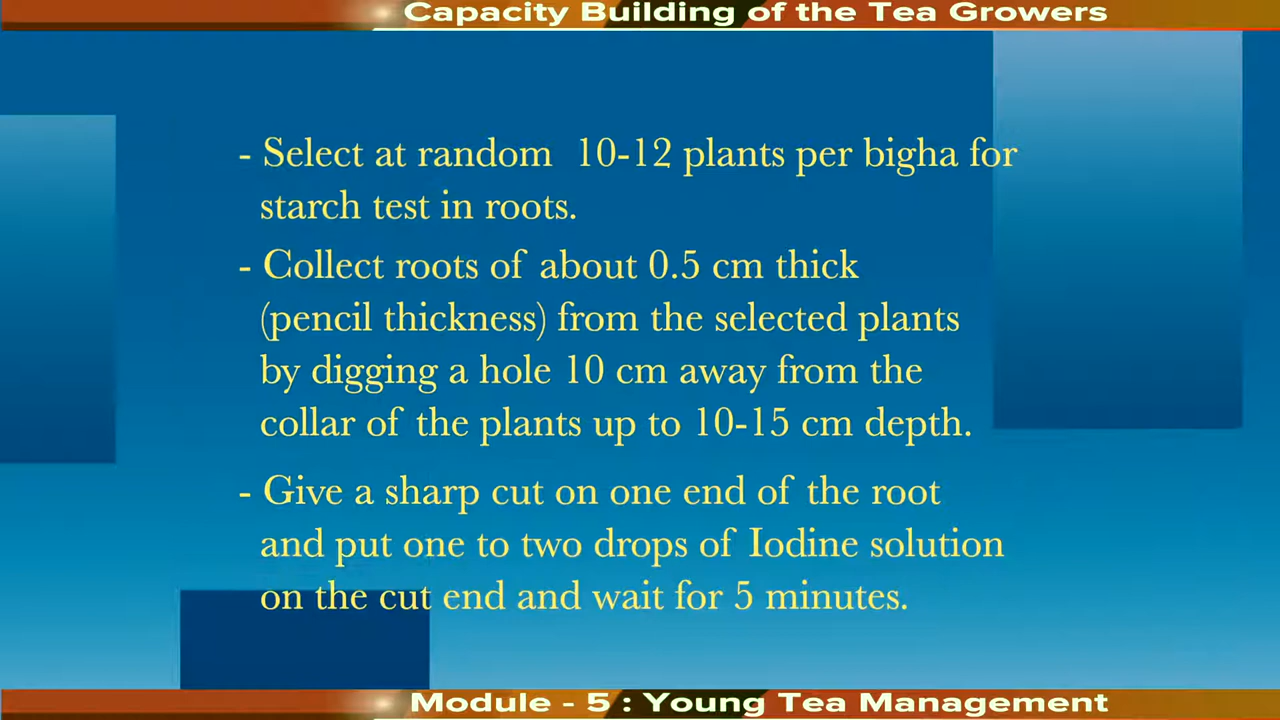 Capacity Building of the Tea Growers
- Select at random 10-12 plants per bigha for
starch test in roots.
- Collect roots of about 0.5 cm thick
(pencil thickness) from the selected plants
by digging a hole 10 cm away from the
collar of the plants up to 10-15 cm depth.
- Give a sharp cut on one end of the root
and put one to two drops of Iodine solution
on the cut end and wait for 5 minutes.
Module - 5 : Young Tea Management